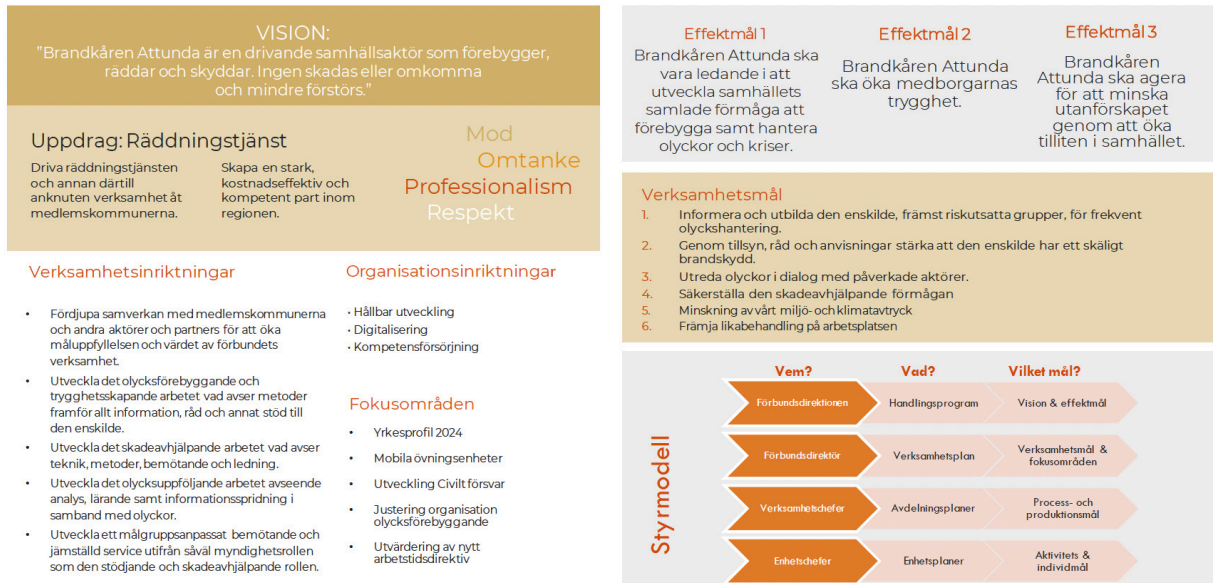 VISION:
"Brandkåren Attunda är en drivande samhällsaktör som förebygger,
räddar och skyddar. Ingen skadas eller omkomma
och mindre förstörs."
Uppdrag: Räddningstjänst
Driva räddningstjänsten
och annan därtill
anknuten verksamhet åt
medlemskommunerna.
Skapa en stark,
kostnadseffektiv och
kompetent part inom
regionen.
Mod
Omtanke
Professionalism
Respekt
Verksamhetsinriktningar
• Fördjupa samverkan med medlemskommunerna
och andra aktörer och partners för att öka
måluppfyllelsen och värdet av förbundets
verksamhet.
• Utveckla det olycksförebyggande och
trygghetsskapande arbetet vad avser metoder
framför allt information, råd och annat stöd till
den enskilde.
• Utveckla det skadeavhjälpande arbetet vad avser
teknik, metoder, bemötande och ledning.
• Utveckla det olycksuppföljande arbetet avseende
analys, lärande samt informationsspridning i
samband med olyckor.
• Utveckla ett målgruppsanpassat bemötande och
jämställd service utifrån såväl myndighetsrollen
som den stödjande och skadeavhjälpande rollen.
Organisationsinriktningar
• Hållbar utveckling
• Digitalisering
• Kompetensförsörjning
Fokusområden
• Yrkesprofil 2024
• Mobila övningsenheter
• Utveckling Civilt försvar
• Justering organisation
olycksförebyggande
• Utvärdering av nytt
arbetstidsdirektiv
Effektmål 1
Brandkåren Attunda ska
vara ledande i att
utveckla samhällets
samlade förmåga att
förebygga samt hantera
olyckor och kriser.
Effektmål 2
Brandkåren Attunda
ska öka medborgarnas
trygghet.
Effektmål 3
Brandkåren
Attunda ska agera
för att minska
utanförskapet
genom att öka
tilliten i samhället.
Verksamhetsmål
1. Informera och utbilda den enskilde, främst riskutsatta grupper, för frekvent
olyckshantering.
2. Genom tillsyn, råd och anvisningar stärka att den enskilde har ett skäligt
brandskydd.
3. Utreda olyckor i dialog med påverkade aktörer.
4. Säkerställa den skadeavhjälpande förmågan
5. Minskning av vårt miljö- och klimatavtryck
6. Främja likabehandling på arbetsplatsen
Styrmodell
Vem? Vad? Vilket mål?
Förbundsdirektionen Handlingsprogram Vision & effektmål
Förbundsdirektör Verksamhetsplan Verksamhetsmål &
fokusområden
Verksamhetschefer Avdelningsplaner Process- och
produktionsmål
Enhetschefer Enhetsplaner Aktivitets &
individmål